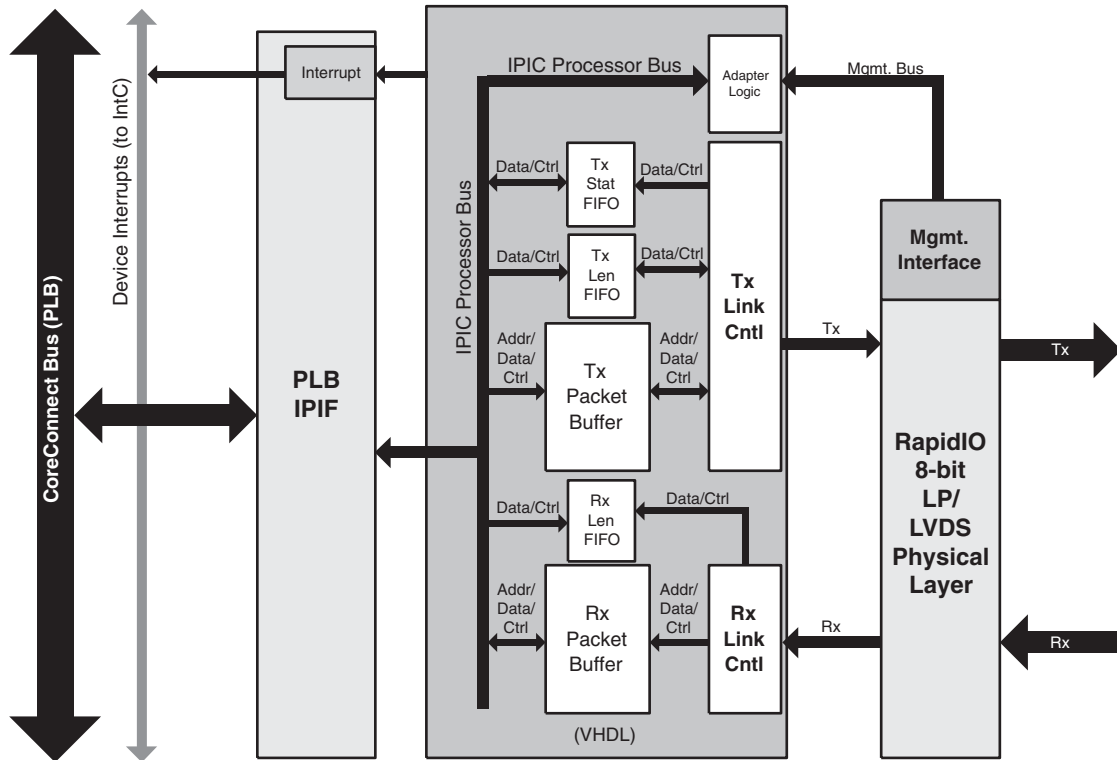 CoreConnect Bus (PLB)
Device Interrupts (to IntC)
Interrupt
PLB
IPIF
IPIC Processor Bus
IPIC Processor Bus
Adapter
Logic
Mgmt. Bus
Data/Ctrl
Tx
Stat
FIFO
Data/Ctrl
Data/Ctrl
Tx
Len
FIFO
Data/Ctrl
Addr/
Data/
Ctrl
Tx
Packet
Buffer
Addr/
Data/
Ctrl
Tx
Link
Cntl
Tx
Data/Ctrl
Rx
Len
FIFO
Data/Ctrl
Addr/
Data/
Ctrl
Rx
Packet
Buffer
Addr/
Data/
Ctrl
Rx
Link
Cntl
Rx
(VHDL)
Mgmt.
Interface
RapidIO
8-bit
LP/
LVDS
Physical
Layer
Tx
Rx